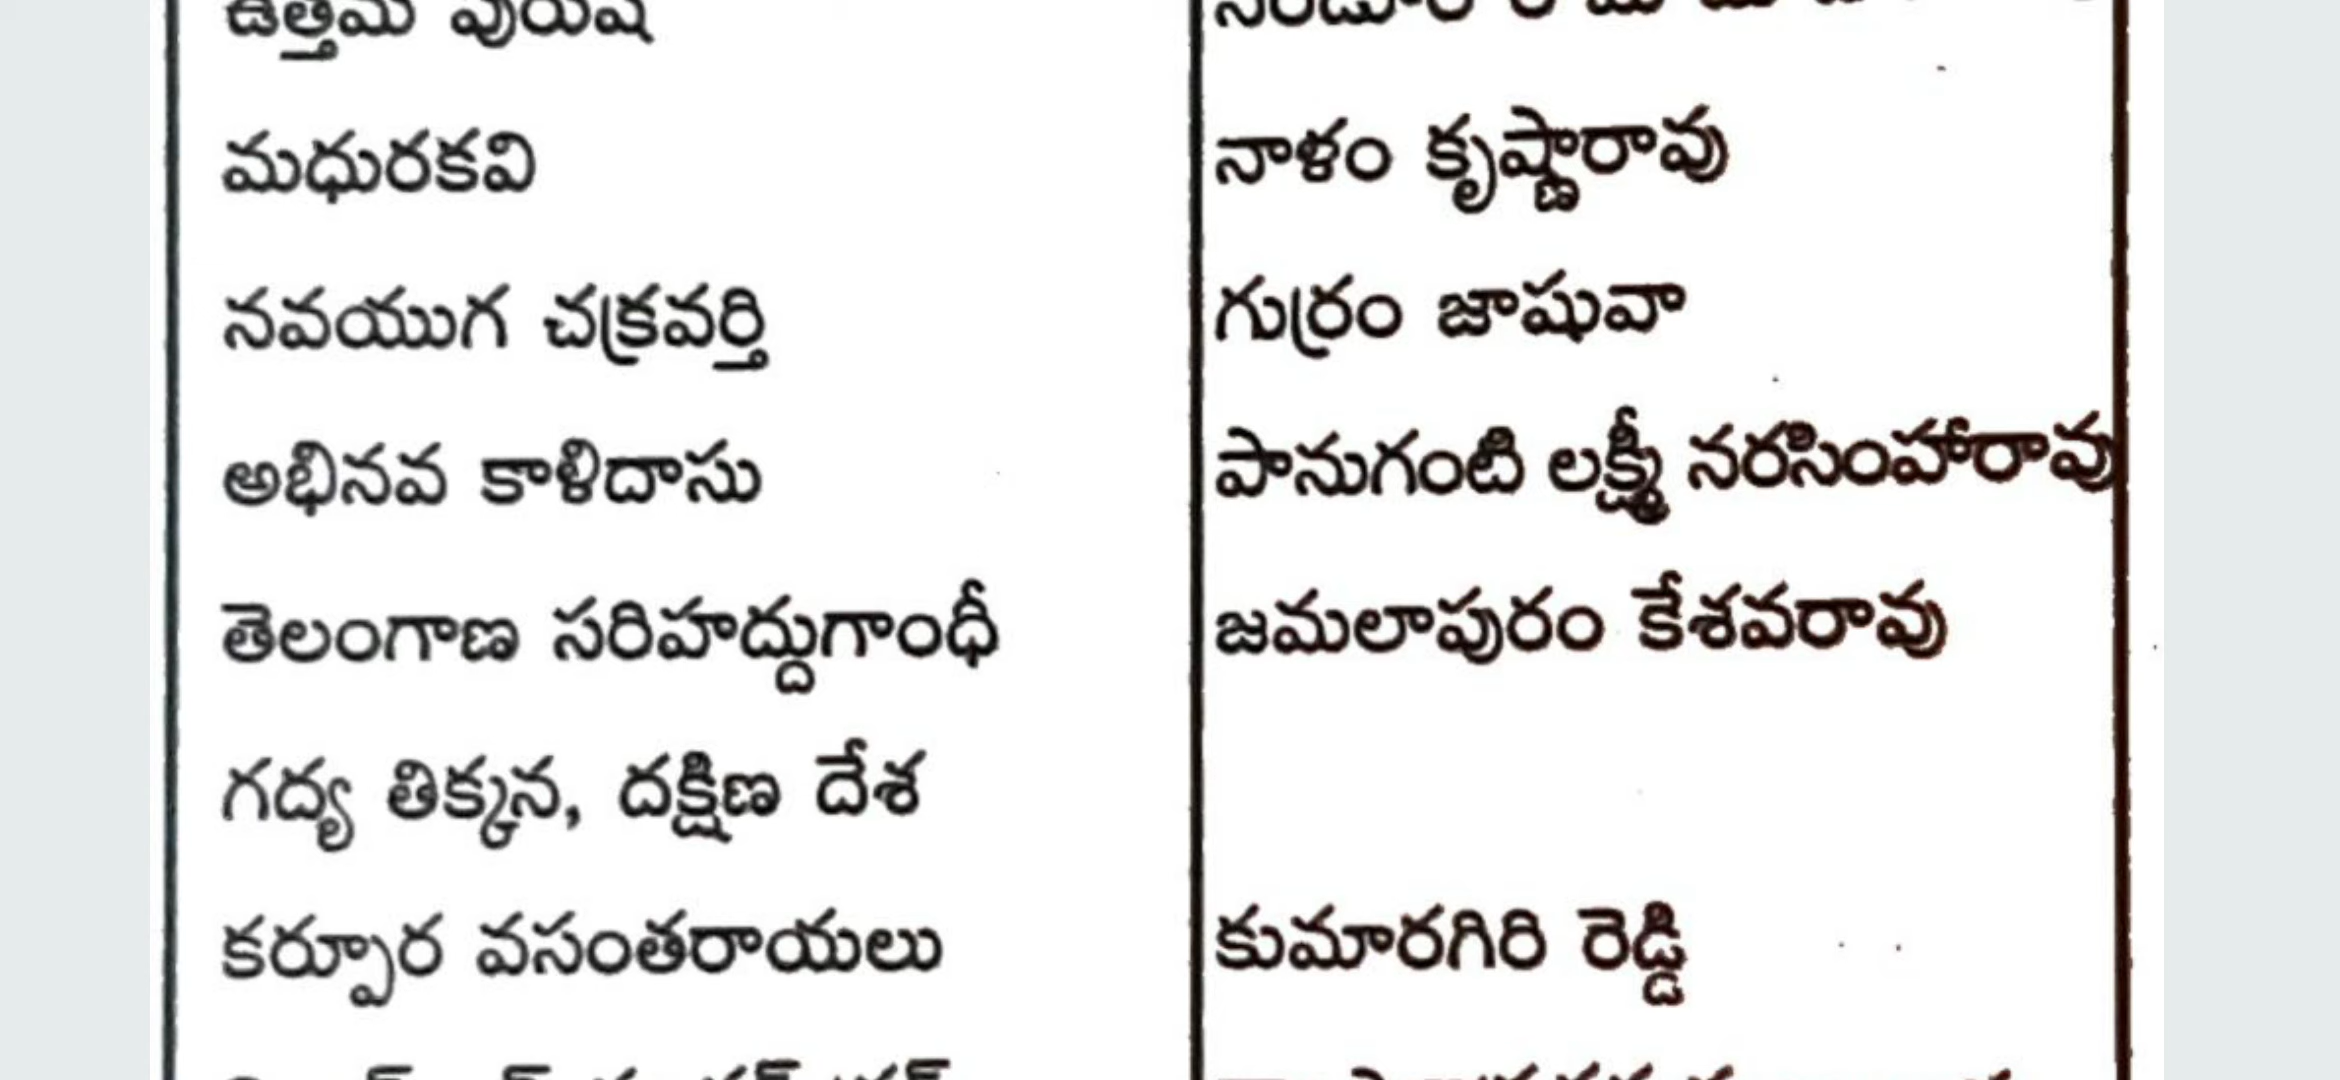 ఉత్తమ పురుష
మధురకవి నాళం కృష్ణారావు
నవయుగ చక్రవర్తి గుర్రం జాషువా
అభినవ కాళిదాసు పానుగంటి లక్ష్మీ నరసింహారావు
తెలంగాణ సరిహద్దుగాంధీ జమలాపురం కేశవరావు
గద్య తిక్కన, దక్షిణ దేశ
కర్పూర వసంతరాయలు కుమారగిరి రెడ్డి